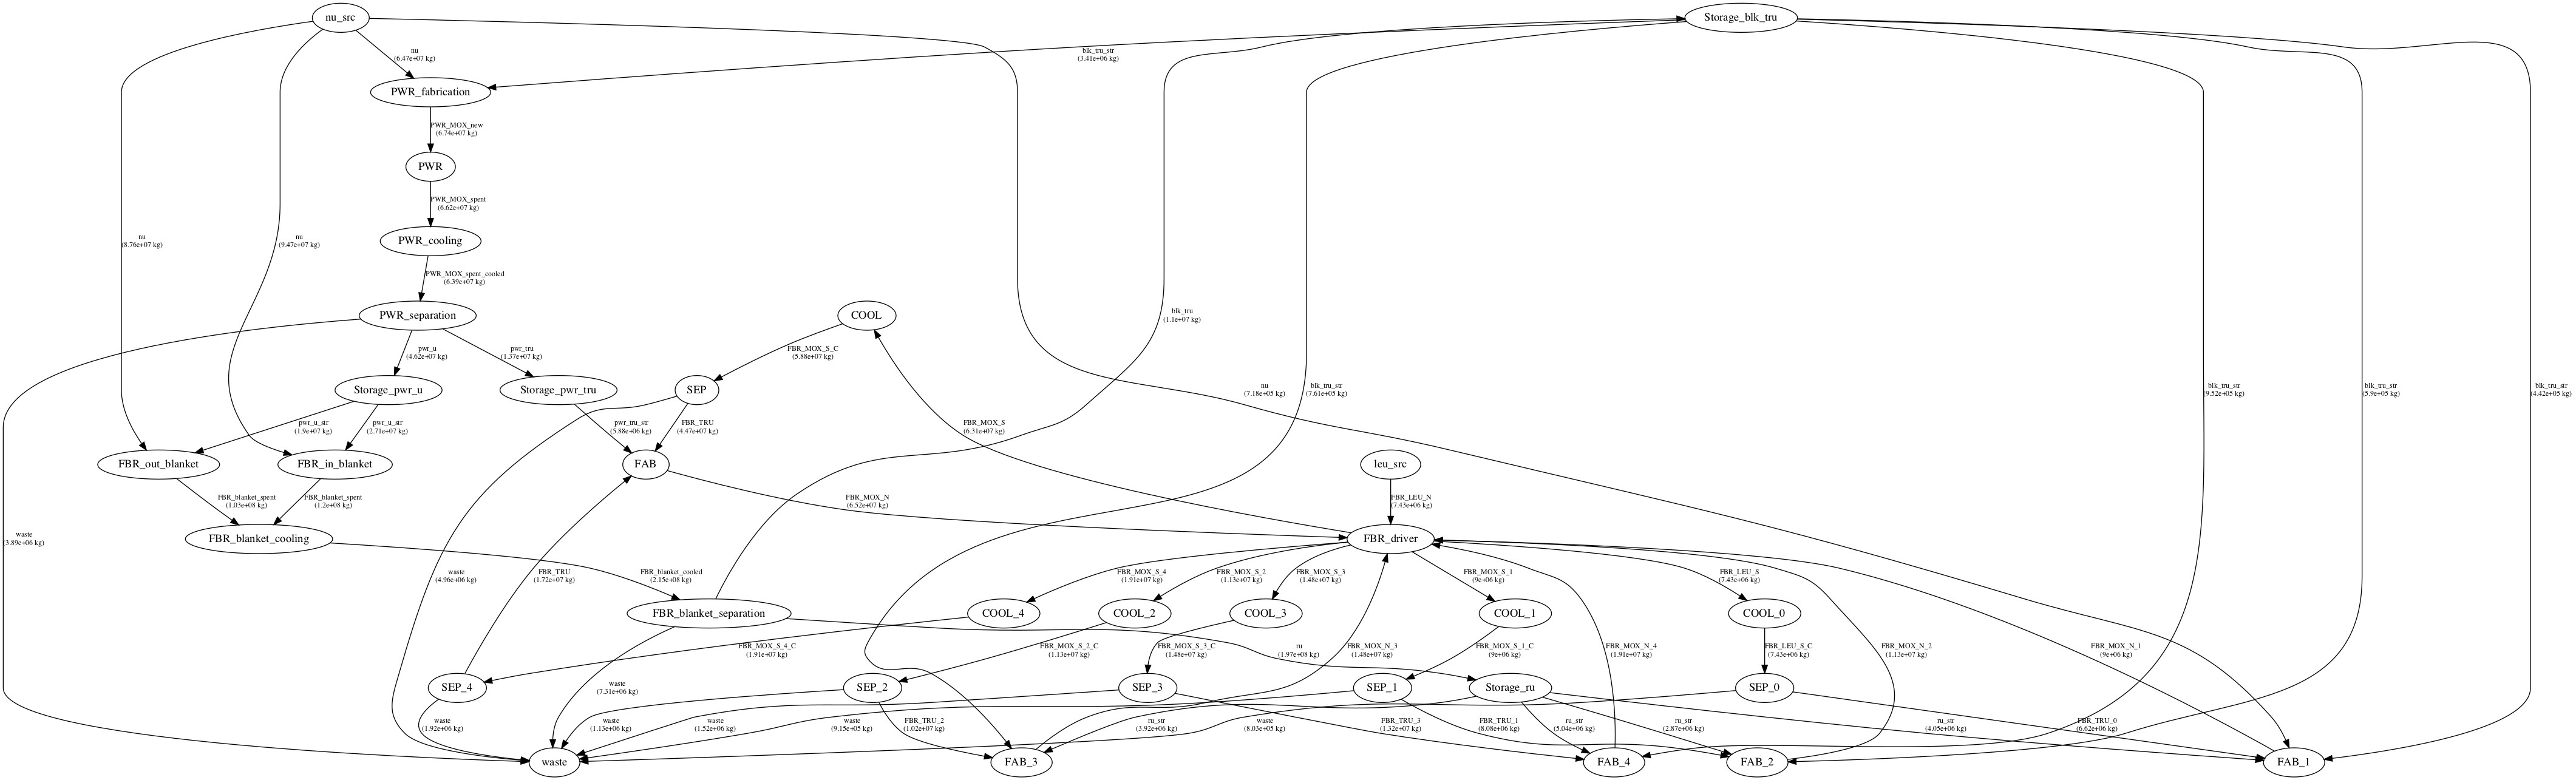 nu_src
Storage_blk_tru
nu
(6.47e+07 kg)
blk_tru_str
(3.41e+06 kg)
PWR_fabrication
PWR_MOX_new
(6.74e+07 kg)
PWR
PWR_MOX_spent
(6.62e+07 kg)
nu
(8.76e+07 kg)
nu
(9.47e+07 kg)
PWR_cooling
PWR_MOX_spent_cooled
(6.39e+07 kg)
PWR_separation
COOL
blk_tru
(1.1e+07 kg)
pwr_u
(4.62e+07 kg)
pwr_tru
(1.37e+07 kg)
FBR_MOX_S_C
(5.88e+07 kg)
Storage_pwr_u
Storage_pwr_tru
SEP
nu
(7.18e+05 kg)
blk_tru_str
(7.61e+05 kg)
blk_tru_str
(9.52e+05 kg)
blk_tru_str
(5.9e+05 kg)
blk_tru_str
(4.42e+05 kg)
pwr_u_str
(1.9e+07 kg)
pwr_u_str
(2.71e+07 kg)
pwr_tru_str
(5.88e+06 kg)
FBR_TRU
(4.47e+07 kg)
FBR_MOX_S
(6.31e+07 kg)
FBR_out_blanket
FBR_in_blanket
FAB
leu_src
FBR_blanket_spent
(1.03e+08 kg)
FBR_blanket_spent
(1.2e+08 kg)
FBR_MOX_N
(6.52e+07 kg)
FBR_LEU_N
(7.43e+06 kg)
waste
(3.89e+06 kg)
FBR_blanket_cooling
FBR_driver
waste
(4.96e+06 kg)
FBR_TRU
(1.72e+07 kg)
FBR_blanket_cooled
(2.15e+08 kg)
FBR_MOX_S_4
(1.91e+07 kg)
FBR_MOX_S_2
(1.13e+07 kg)
FBR_MOX_S_3
(1.48e+07 kg)
FBR_MOX_S_1
(9e+06 kg)
FBR_LEU_S
(7.43e+06 kg)
FBR_blanket_separation
COOL_4
COOL_2
COOL_3
COOL_1
COOL_0
FBR_MOX_S_4_C
(1.91e+07 kg)
FBR_MOX_S_2_C
(1.13e+07 kg)
FBR_MOX_S_3_C
(1.48e+07 kg)
ru
(1.97e+08 kg)
FBR_MOX_N_3
(1.48e+07 kg)
FBR_MOX_S_1_C
(9e+06 kg)
FBR_MOX_N_4
(1.91e+07 kg)
FBR_LEU_S_C
(7.43e+06 kg)
FBR_MOX_N_2
(1.13e+07 kg)
FBR_MOX_N_1
(9e+06 kg)
SEP_4
waste
(7.31e+06 kg)
SEP_2
SEP_3
SEP_1
Storage_ru
SEP_0
waste
(1.92e+06 kg)
waste
(1.13e+06 kg)
waste
(1.52e+06 kg)
waste
(9.15e+05 kg)
FBR_TRU_2
(1.02e+07 kg)
ru_str
(3.92e+06 kg)
waste
(8.03e+05 kg)
FBR_TRU_3
(1.32e+07 kg)
FBR_TRU_1
(8.08e+06 kg)
ru_str
(5.04e+06 kg)
ru_str
(2.87e+06 kg)
ru_str
(4.05e+06 kg)
FBR_TRU_0
(6.62e+06 kg)
waste
FAB_3
FAB_4
FAB_2
FAB_1